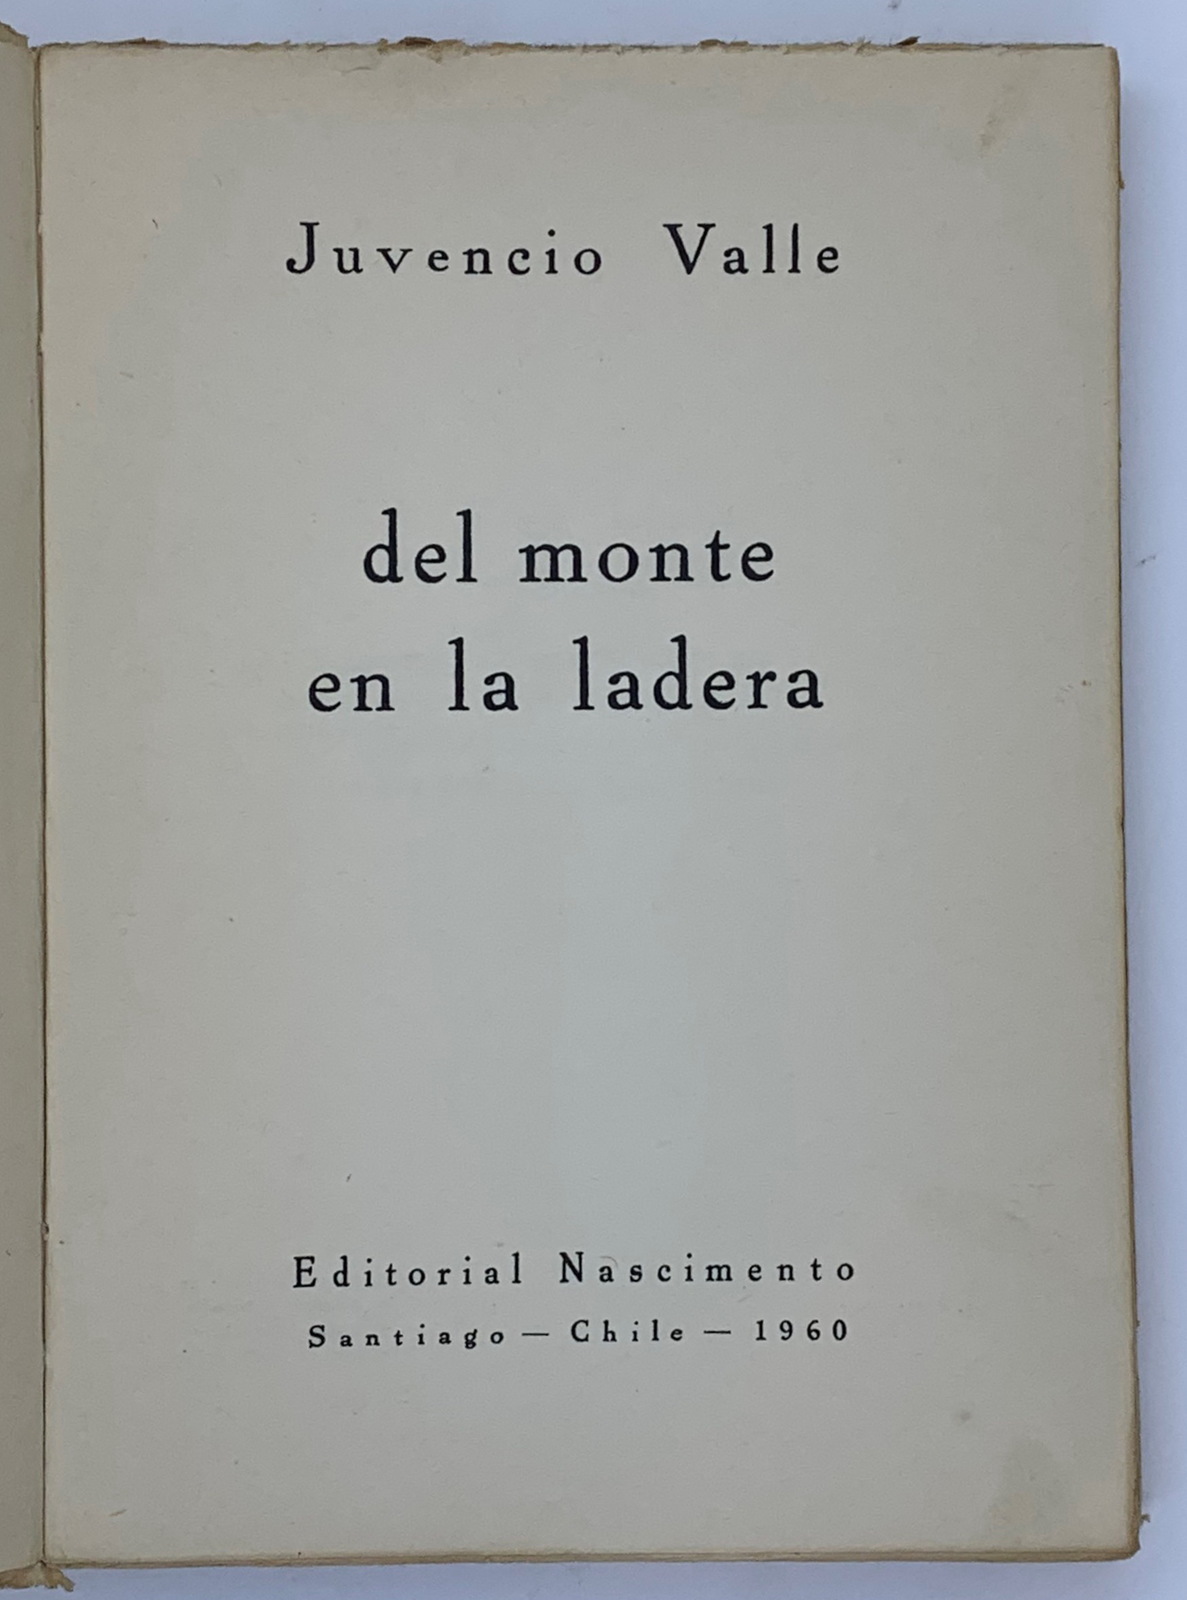 Juvencio Valle
del monte
en la ladera
Editorial Nascimento
Santiago — Chile — 1960